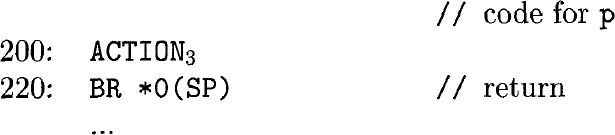 // code for p
200: ACTION₃
220: BR *0(SP) // return
...